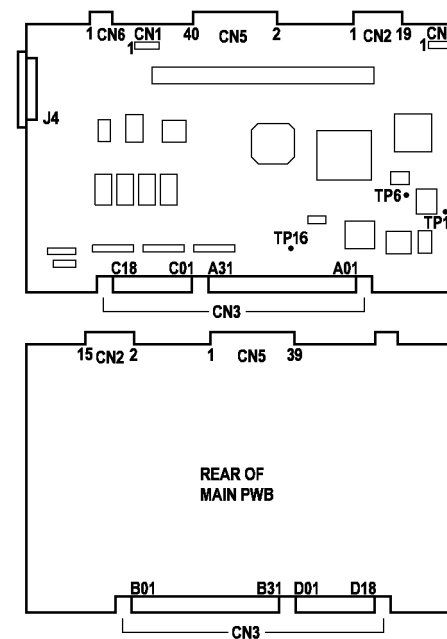 1 CN6 CN1 40 CN5 2 1 CN2 19 CN
1 1
J4
TP6
TP1
TP16
C18 C01 A31 A01
CN3
15 CN2 2 1 CN5 39
REAR OF
MAIN PWB
B01 B31 D01 D18
CN3